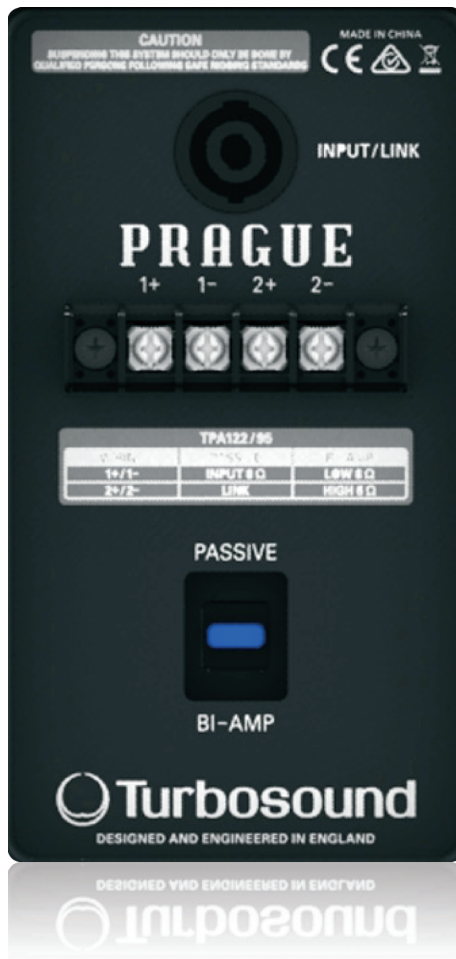 CAUTION
SUSPENDING THIS SYSTEM SHOULD ONLY BE DONE BY
QUALIFIED PERSONS FOLLOWING SAFE RIGGING STANDARDS
MADE IN CHINA
CE
INPUT/LINK
PRAGUE
1+ 1- 2+ 2-
TPA122/95
1+/1- INPUT 8 Ω LOW 8 Ω
2+/2- LINK HIGH 6 Ω
PASSIVE
BI-AMP
Turbosound
DESIGNED AND ENGINEERED IN ENGLAND